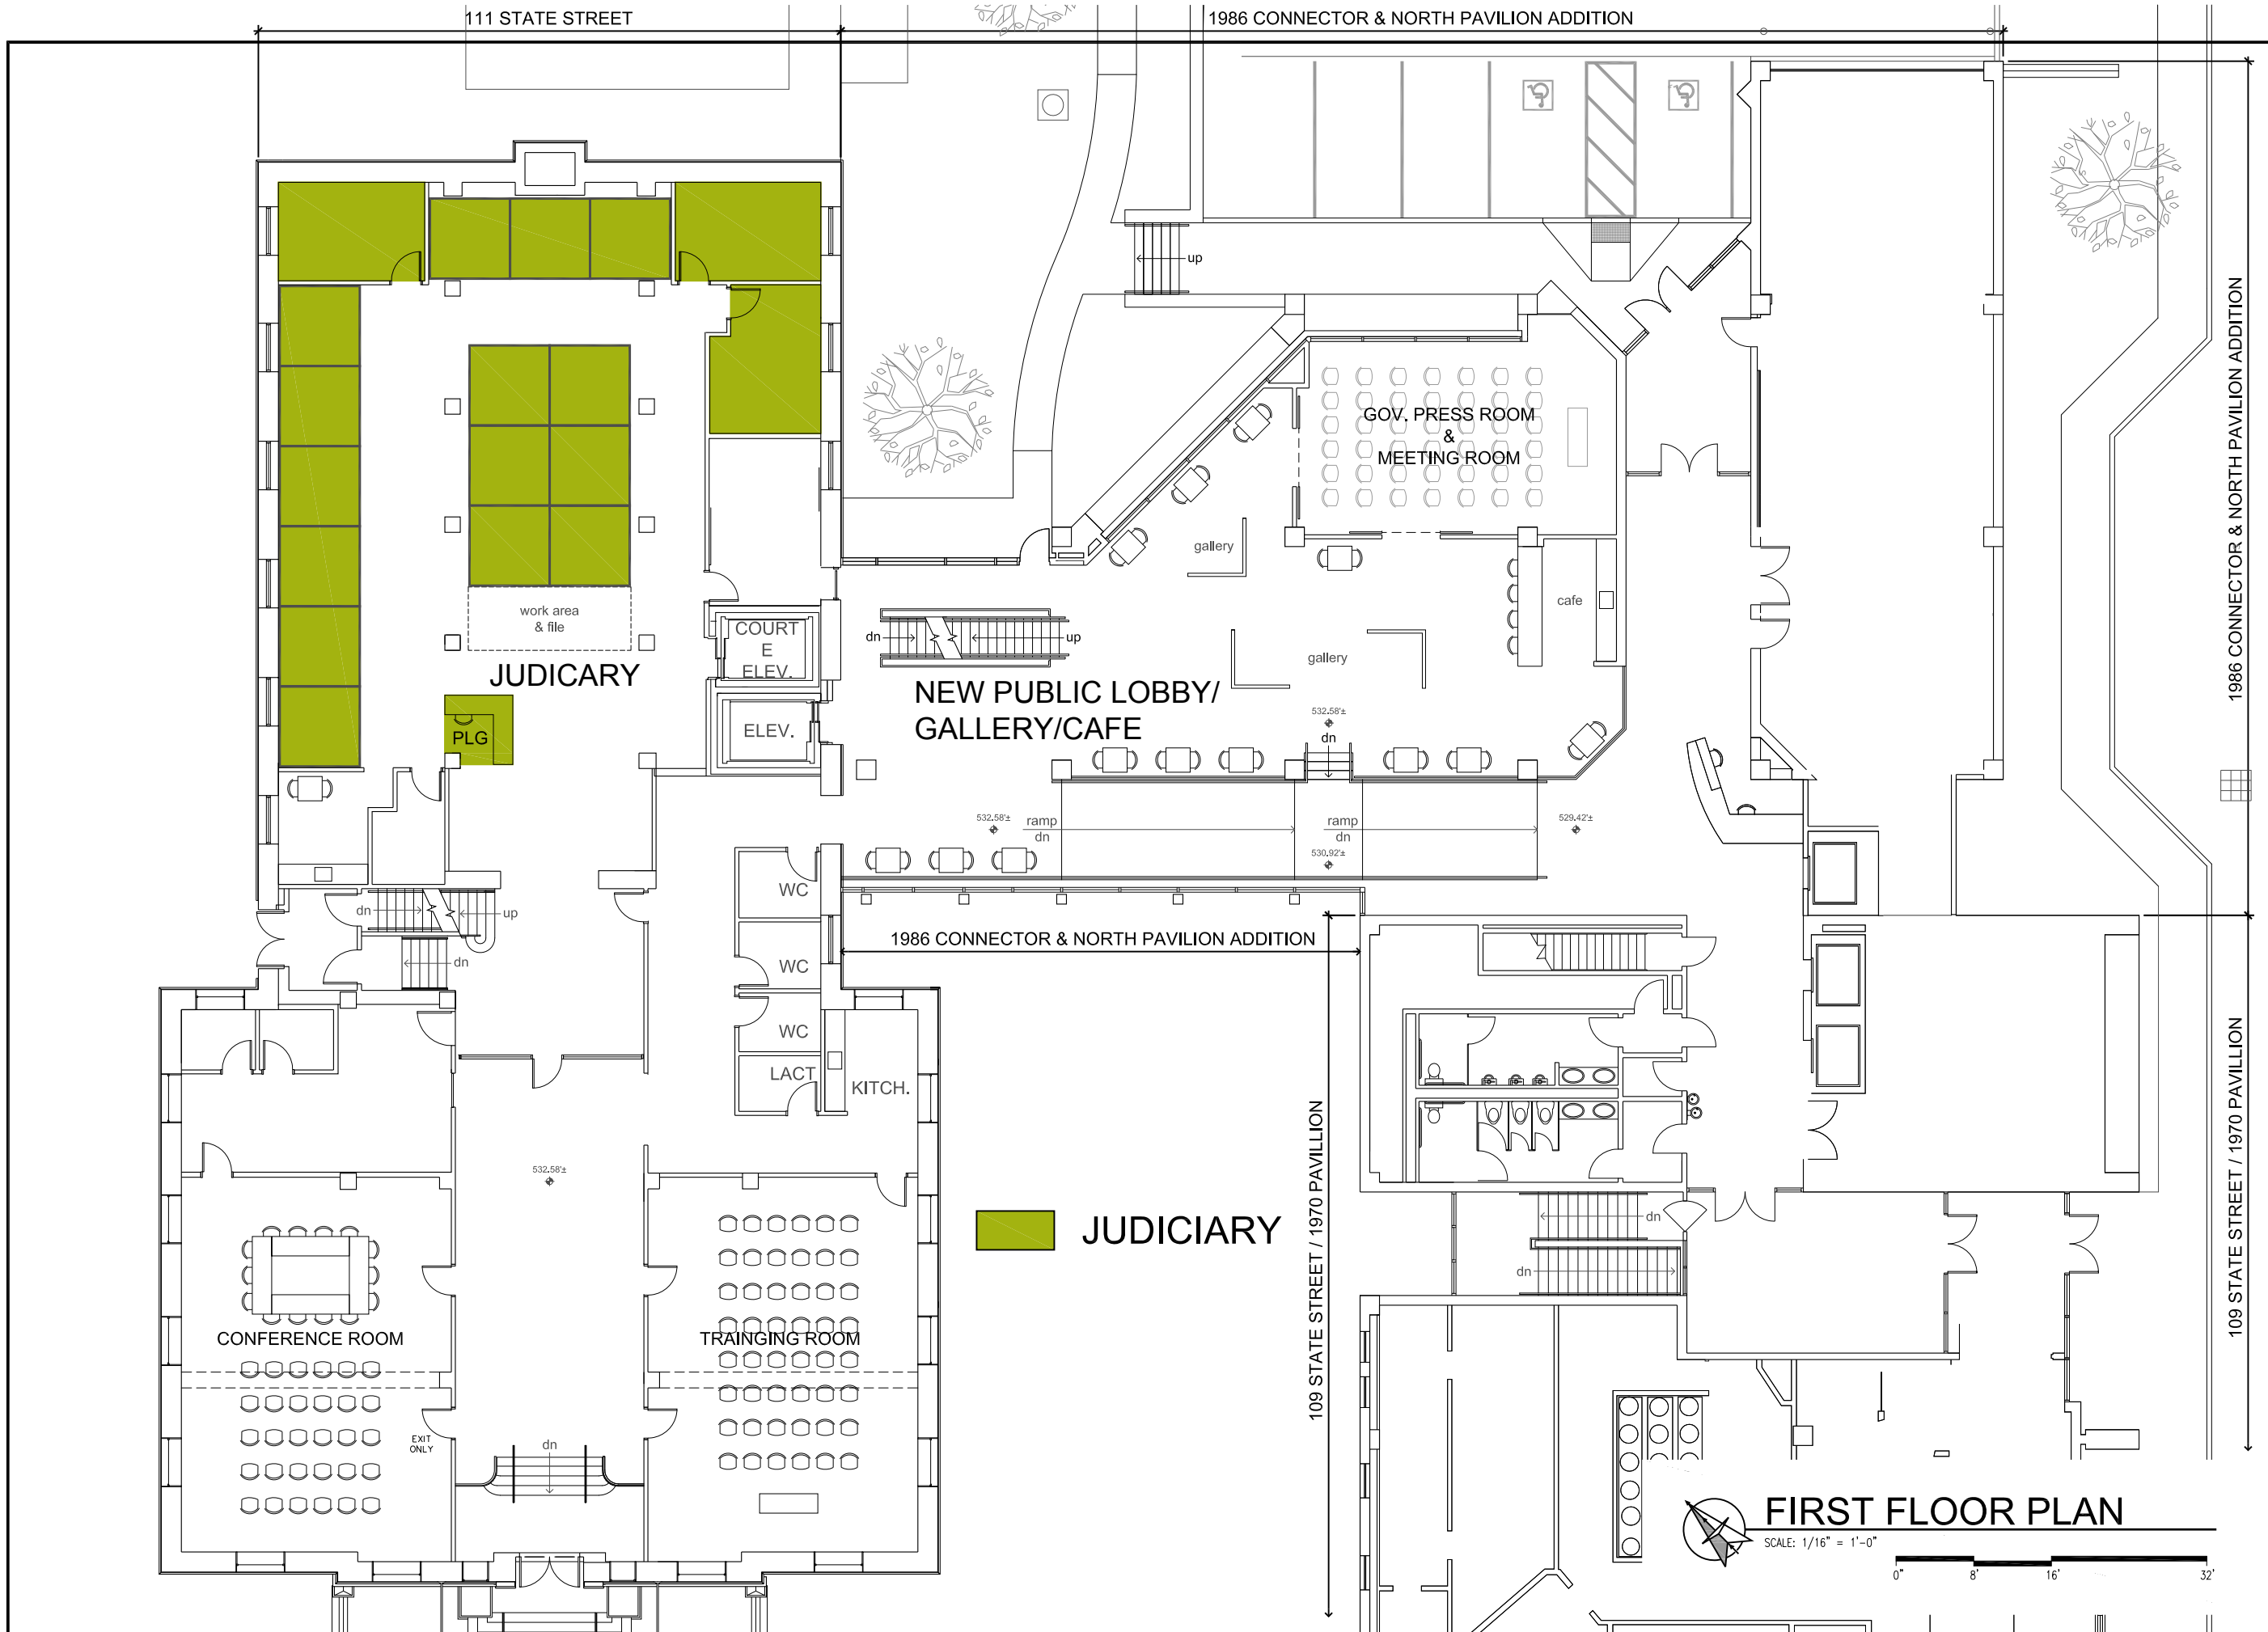 111 STATE STREET
1986 CONNECTOR & NORTH PAVILION ADDITION
up
1986 CONNECTOR & NORTH PAVILION ADDITION
GOV. PRESS ROOM
&
MEETING ROOM
gallery
cafe
work area
& file
COURT
E
ELEV.
dn
up
gallery
JUDICARY
NEW PUBLIC LOBBY/
GALLERY/CAFE
532.58'±
dn
ELEV.
PLG
532.58'±
ramp
dn
ramp
dn
530.92'±
529.42'±
WC
dn
up
dn
1986 CONNECTOR & NORTH PAVILION ADDITION
WC
WC
LACT
KITCH.
109 STATE STREET / 1970 PAVILLION
109 STATE STREET / 1970 PAVILLION
532.58'±
JUDICIARY
dn
dn
CONFERENCE ROOM
TRAINGING ROOM
EXIT
ONLY
dn
FIRST FLOOR PLAN
SCALE: 1/16" = 1'-0"
0"
8'
16'
32'